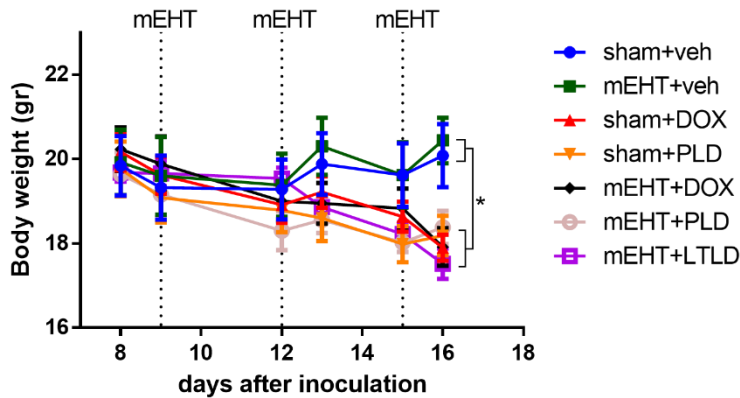 mEHT mEHT mEHT
22
20
18
16
Body weight (gr)
8 10 12 14 16 18
days after inoculation
*
sham+veh
mEHT+veh
sham+DOX
sham+PLD
mEHT+DOX
mEHT+PLD
mEHT+LTLD